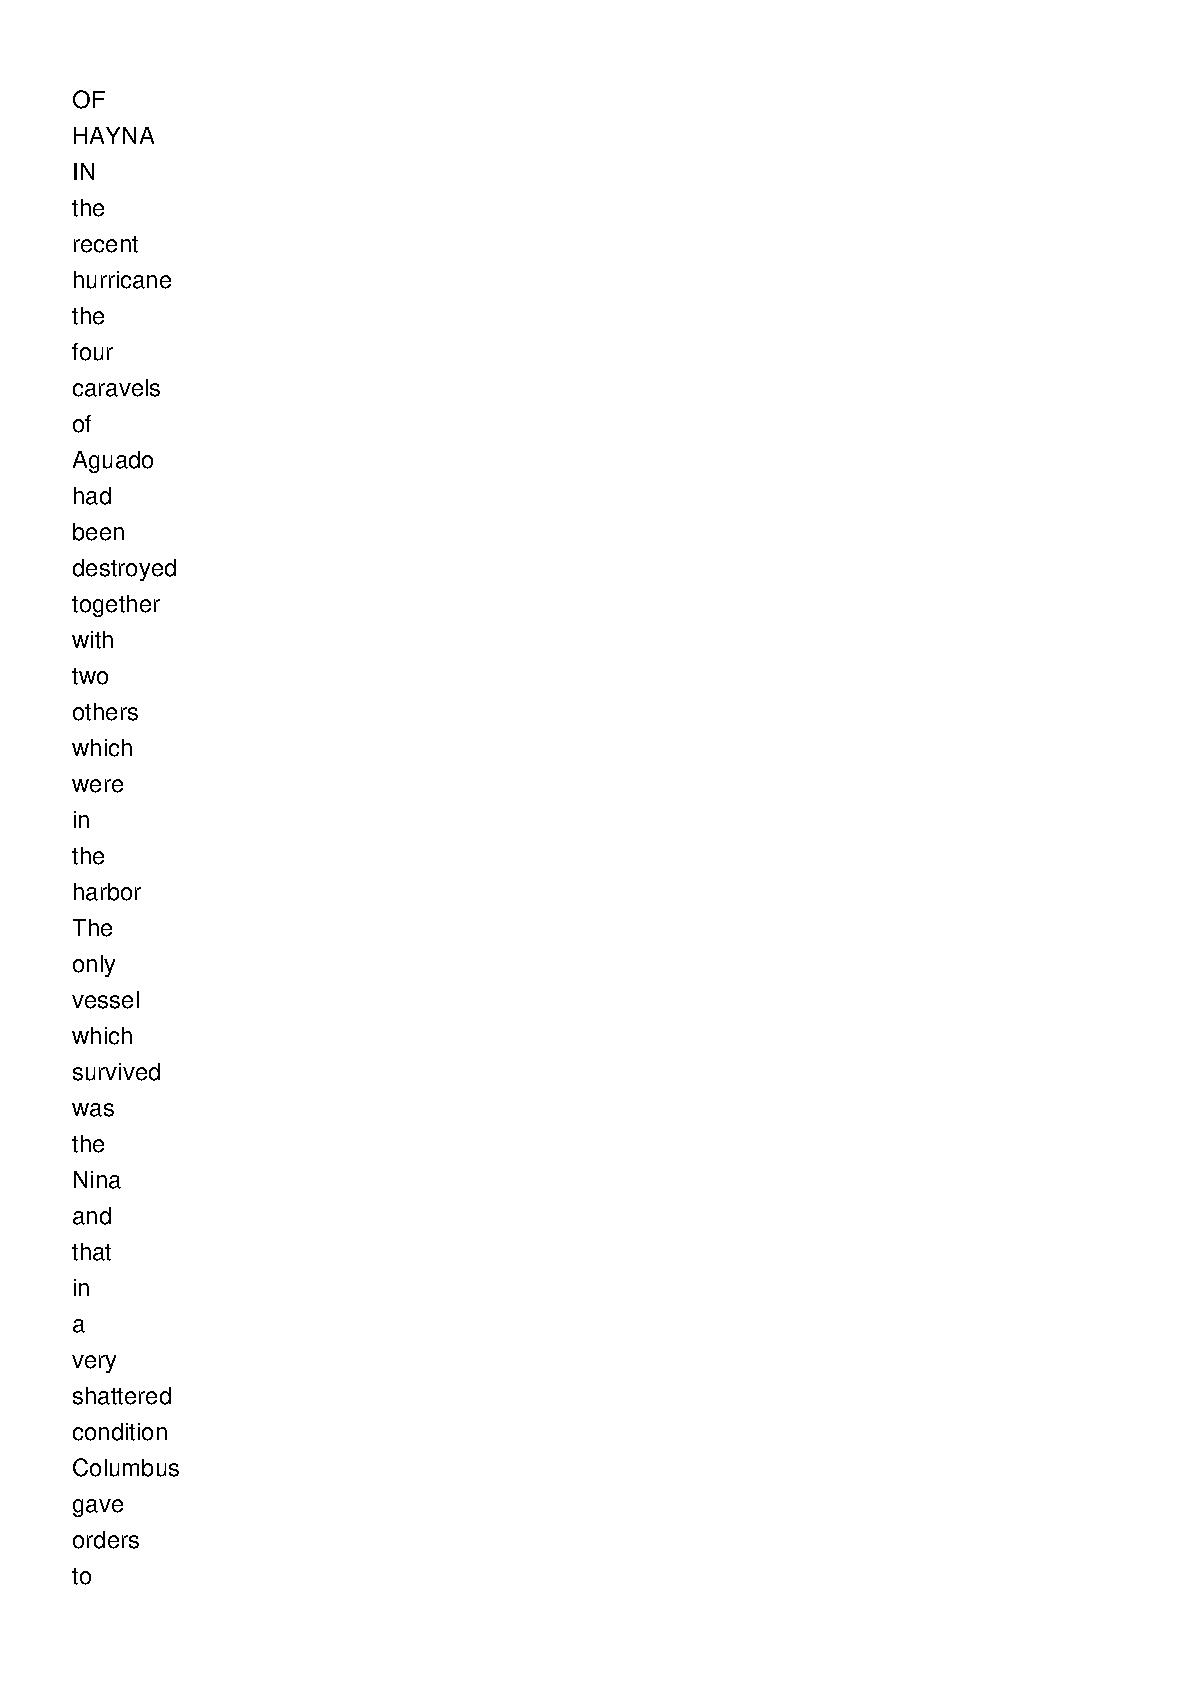 OF
HAYNA
IN
the
recent
hurricane
the
four
caravels
of
Aguado
had
been
destroyed
together
with
two
others
which
were
in
the
harbor
The
only
vessel
which
survived
was
the
Nina
and
that
in
a
very
shattered
condition
Columbus
gave
orders
to